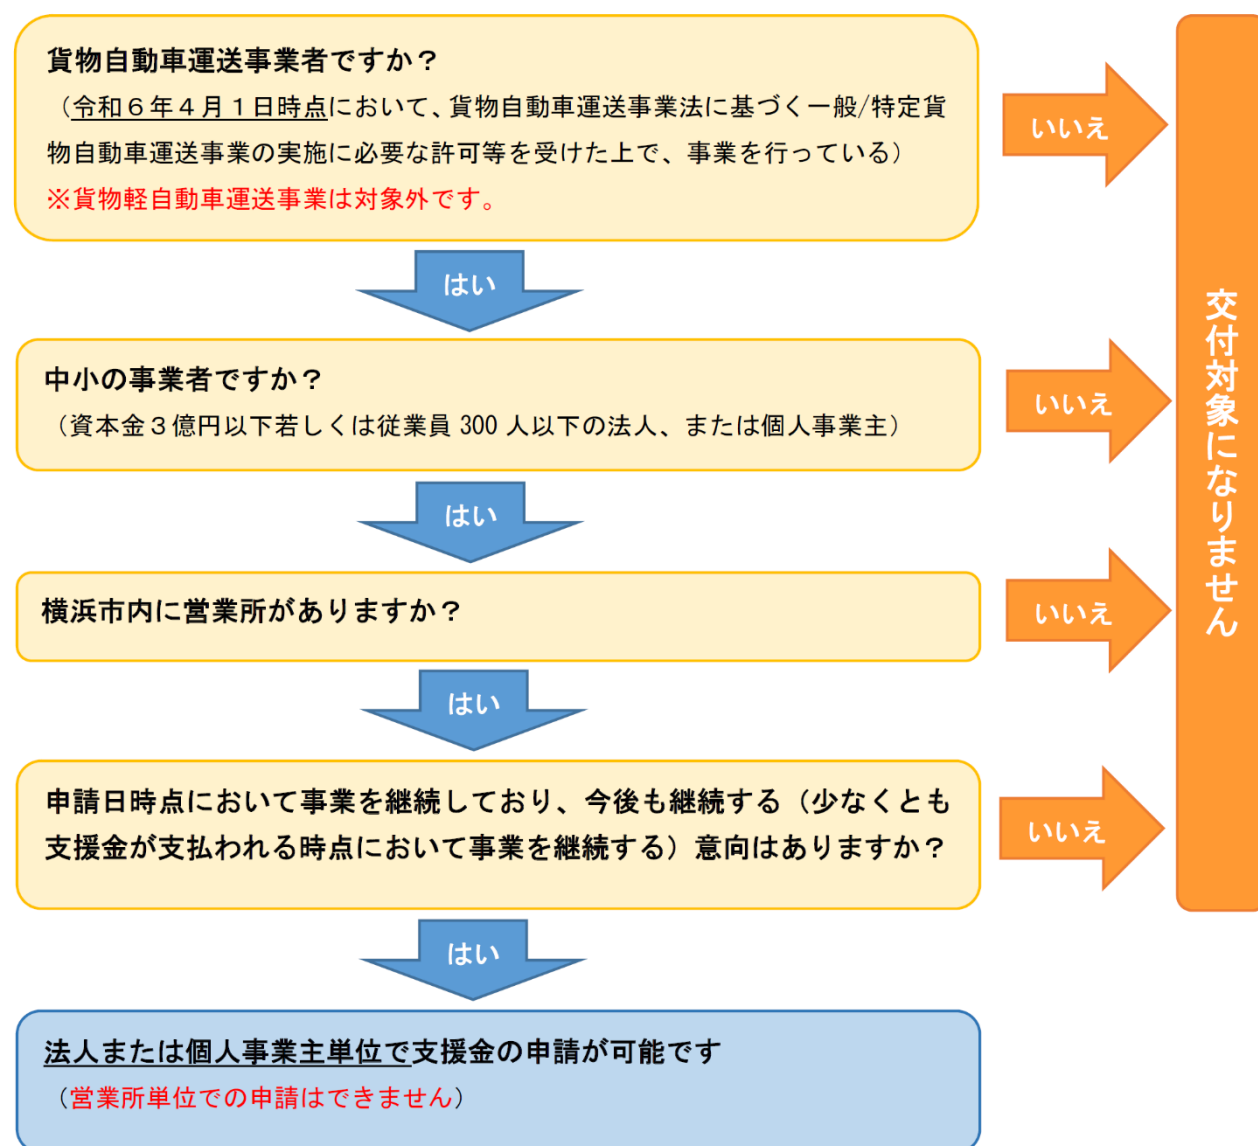 貨物自動車運送事業者ですか？
（令和６年４月１日時点において、貨物自動車運送事業法に基づく一般/特定貨
物自動車運送事業の実施に必要な許可等を受けた上で、事業を行っている）
※貨物軽自動車運送事業は対象外です。
いいえ
はい
中小の事業者ですか？
（資本金３億円以下若しくは従業員 300 人以下の法人、または個人事業主）
いいえ
はい
横浜市内に営業所がありますか？
いいえ
はい
申請日時点において事業を継続しており、今後も継続する（少なくとも
支援金が支払われる時点において事業を継続する）意向はありますか？
いいえ
はい
交付対象になりません
法人または個人事業主単位で支援金の申請が可能です
（営業所単位での申請はできません）